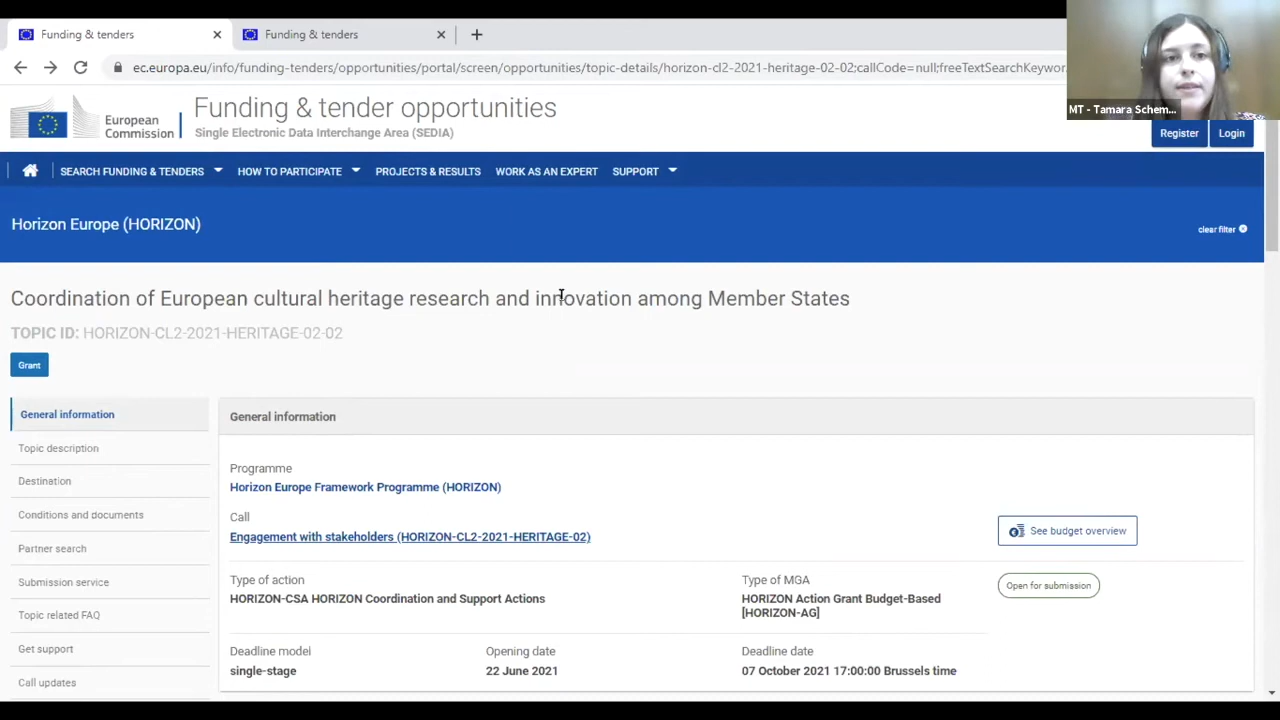 Funding & tenders
Funding & tenders
ec.europa.eu/info/funding-tenders/opportunities/portal/screen/opportunities/topic-details/horizon-cl2-2021-heritage-02-02;callCode=null;freeTextSearchKeywor
MT - Tamara Schem...
European
Commission
Funding & tender opportunities
Single Electronic Data Interchange Area (SEDIA)
Register
Login
SEARCH FUNDING & TENDERS
HOW TO PARTICIPATE
PROJECTS & RESULTS
WORK AS AN EXPERT
SUPPORT
Horizon Europe (HORIZON)
clear filter
Coordination of European cultural heritage research and innovation among Member States
TOPIC ID: HORIZON-CL2-2021-HERITAGE-02-02
Grant
General information
Topic description
Destination
Conditions and documents
Partner search
Submission service
Topic related FAQ
Get support
Call updates
General information
Programme
Horizon Europe Framework Programme (HORIZON)
Call
Engagement with stakeholders (HORIZON-CL2-2021-HERITAGE-02)
See budget overview
Type of action
HORIZON-CSA HORIZON Coordination and Support Actions
Type of MGA
HORIZON Action Grant Budget-Based
[HORIZON-AG]
Open for submission
Deadline model
single-stage
Opening date
22 June 2021
Deadline date
07 October 2021 17:00:00 Brussels time